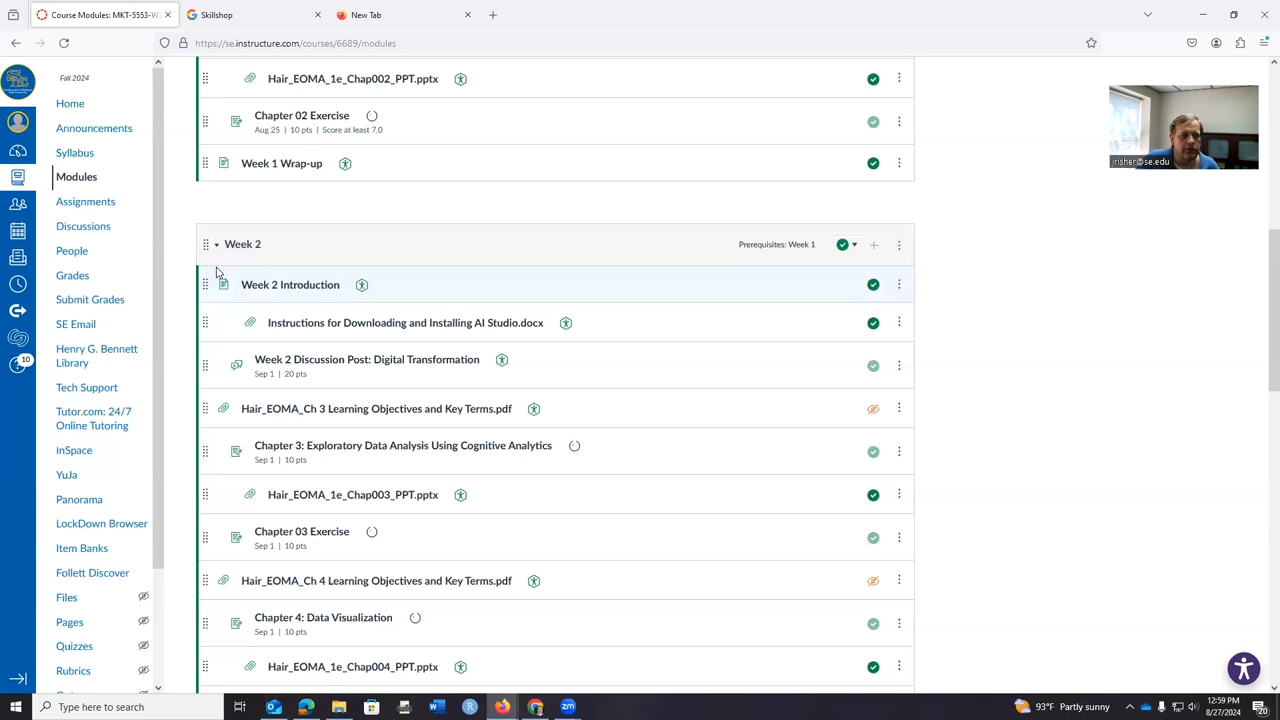 Course Modules: MKT-5553-W
Skillshop
New Tab
https://se.instructure.com/courses/6689/modules
Fall 2024
Home
Announcements
Syllabus
Modules
Assignments
Discussions
People
Grades
Submit Grades
SE Email
Henry G. Bennett
Library
Tech Support
Tutor.com: 24/7
Online Tutoring
InSpace
YuJa
Panorama
LockDown Browser
Item Banks
Follett Discover
Files
Pages
Quizzes
Rubrics
10
Hair_EOMA_1e_Chap002_PPT.pptx
Chapter 02 Exercise
Aug 25 | 10 pts | Score at least 7.0
Week 1 Wrap-up
Week 2
Prerequisites: Week 1
Week 2 Introduction
Instructions for Downloading and Installing AI Studio.docx
Week 2 Discussion Post: Digital Transformation
Sep 1 | 20 pts
Hair_EOMA_Ch 3 Learning Objectives and Key Terms.pdf
Chapter 3: Exploratory Data Analysis Using Cognitive Analytics
Sep 1 | 10 pts
Hair_EOMA_1e_Chap003_PPT.pptx
Chapter 03 Exercise
Sep 1 | 10 pts
Hair_EOMA_Ch 4 Learning Objectives and Key Terms.pdf
Chapter 4: Data Visualization
Sep 1 | 10 pts
Hair_EOMA_1e_Chap004_PPT.pptx
jrisher@se.edu
Type here to search
zm
93°F Partly sunny
12:59 PM
8/27/2024
20